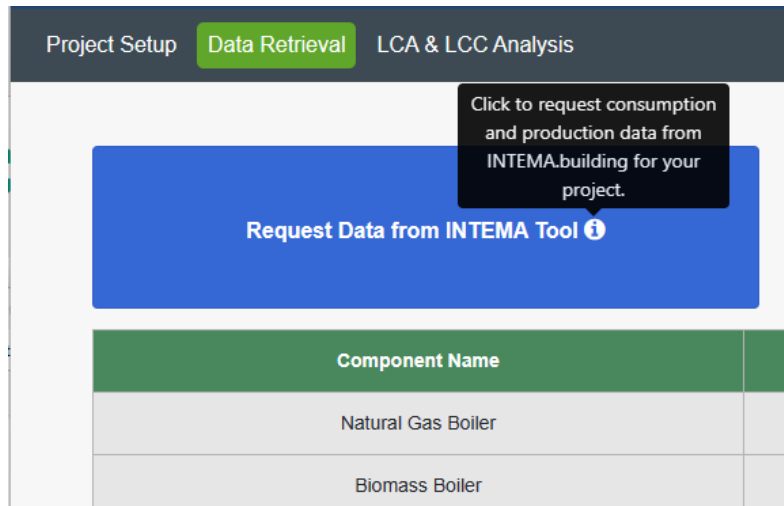 Project Setup Data Retrieval LCA & LCC Analysis
Click to request consumption
and production data from
INTEMA.building for your
project.
Request Data from INTEMA Tool
Component Name
Natural Gas Boiler
Biomass Boiler